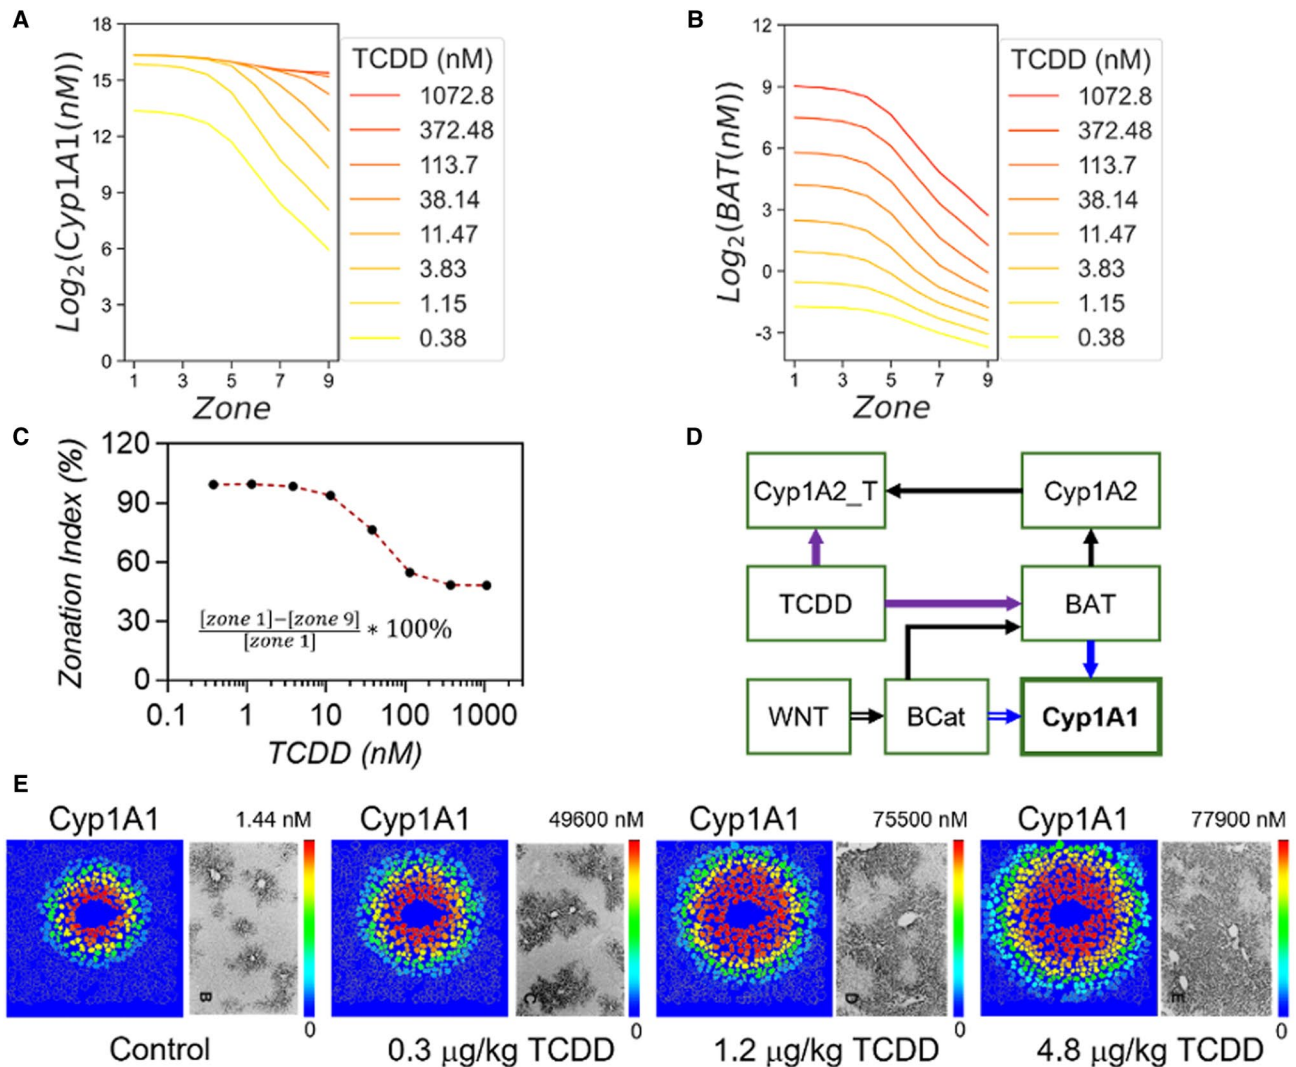 A
18
15
12
9
6
3
0
Log2(Cyp1A1(nM))
1 3 5 7 9
Zone
TCDD (nM)
1072.8
372.48
113.7
38.14
11.47
3.83
1.15
0.38
B
12
9
6
3
0
-3
Log2(BAT(nM))
1 3 5 7 9
Zone
TCDD (nM)
1072.8
372.48
113.7
38.14
11.47
3.83
1.15
0.38
C
120
90
60
30
0
Zonation Index (%)
[zone 1]−[zone 9]
[zone 1]
* 100%
0.1 1 10 100 1000
TCDD (nM)
D
Cyp1A2_T Cyp1A2
TCDD BAT
WNT BCat Cyp1A1
E
Cyp1A1 1.44 nM Cyp1A1 49600 nM Cyp1A1 75500 nM Cyp1A1 77900 nM
B C D E
0 0 0 0
Control 0.3 μg/kg TCDD 1.2 μg/kg TCDD 4.8 μg/kg TCDD